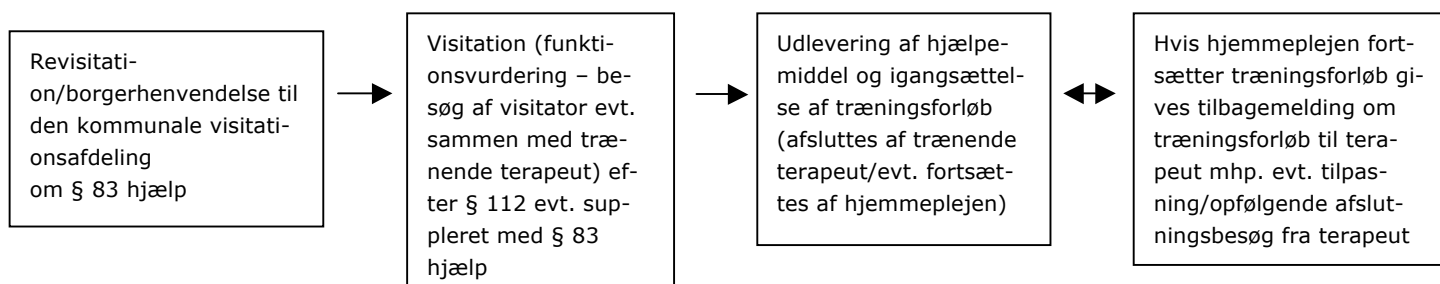 Revisitati-
on/borgerhenvendelse til
den kommunale visitati-
onsafdeling
om § 83 hjælp
Visitation (funkti-
onsvurdering – be-
søg af visitator evt.
sammen med træ-
nende terapeut) ef-
ter § 112 evt. sup-
pleret med § 83
hjælp
Udlevering af hjælpe-
middel og igangsættel-
se af træningsforløb
(afsluttes af trænende
terapeut/evt. fortsæt-
tes af hjemmeplejen)
Hvis hjemmeplejen fort-
sætter træningsforløb gi-
ves tilbagemelding om
træningsforløb til tera-
peut mhp. evt. tilpas-
ning/opfølgende afslut-
ningsbesøg fra terapeut